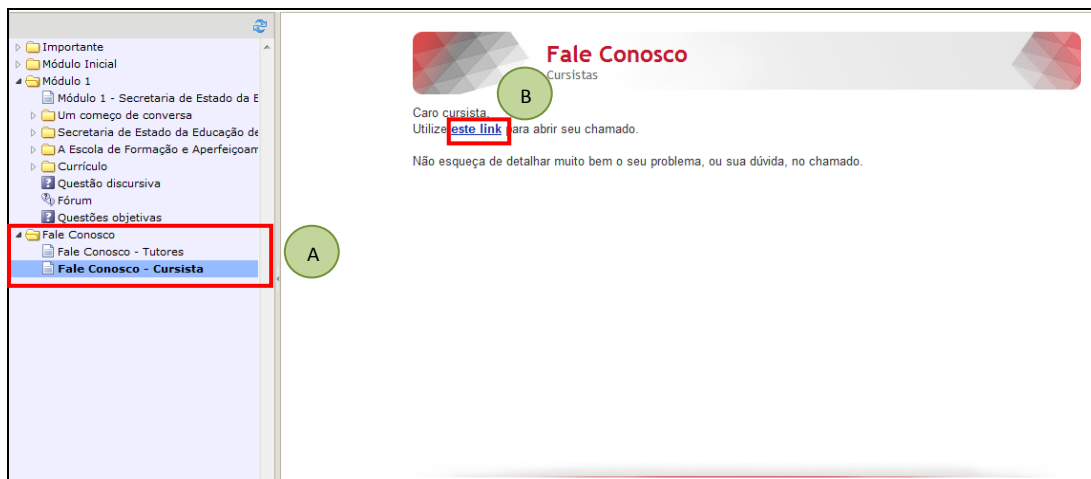 Importante
Módulo Inicial
Módulo 1
Módulo 1 - Secretaria de Estado da E
Um começo de conversa
Secretaria de Estado da Educação de
A Escola de Formação e Aperfeiçoam
Currículo
Questão discursiva
Fórum
Questões objetivas
Fale Conosco
Fale Conosco - Tutores
Fale Conosco - Cursista
A
Fale Conosco
Cursistas
B
Caro cursista,
Utilize este link para abrir seu chamado.
Não esqueça de detalhar muito bem o seu problema, ou sua dúvida, no chamado.